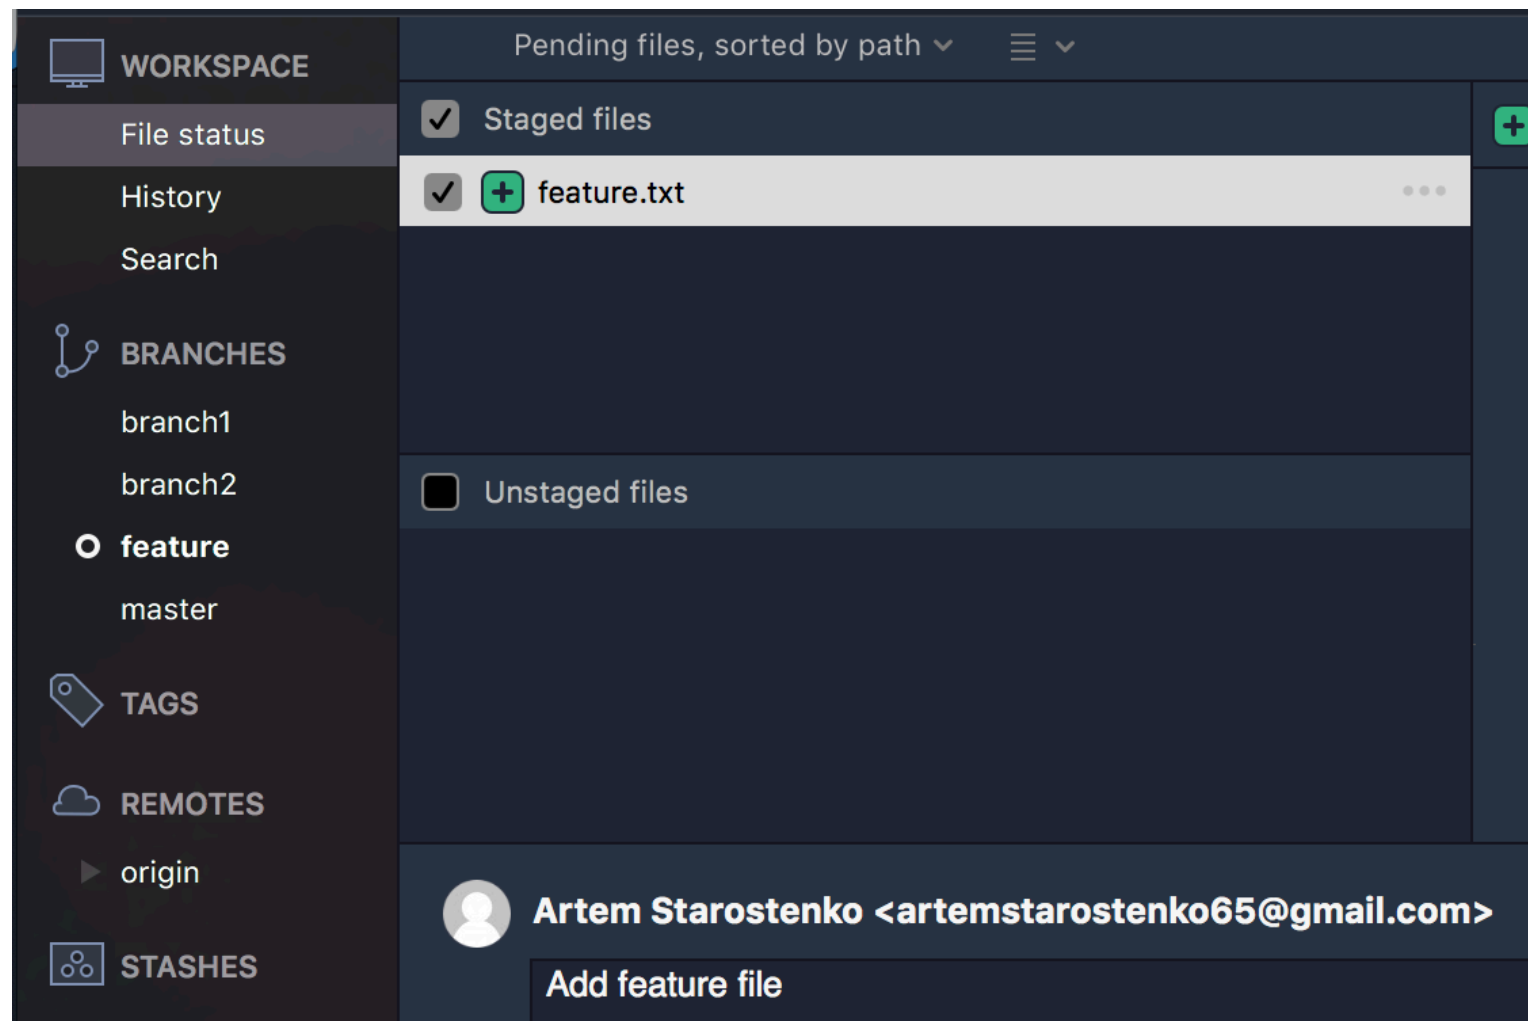 WORKSPACE
File status
History
Search
BRANCHES
branch1
branch2
feature
master
TAGS
REMOTES
origin
STASHES
Pending files, sorted by path
Staged files
feature.txt
Unstaged files
Artem Starostenko <artemstarostenko65@gmail.com>
Add feature file